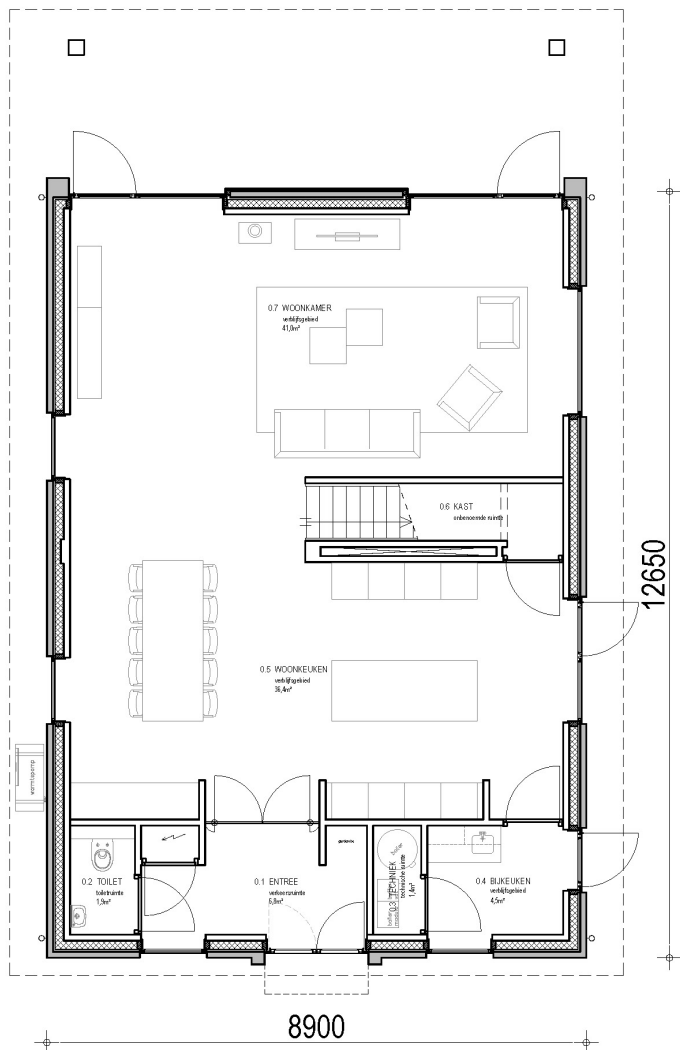 0.7 WOONKAMER
verblijfsgebied
41,0m²
0.6 KAST
onbenoemde ruimte
12650
0.5 WOONKEUKEN
verblijfsgebied
36,4m²
warmtepomp
garderobe
boiler
0.2 TOILET
toiletruimte
1,9m²
0.1 ENTREE
verkeersruimte
0.3 TECHNIEK
technische ruimte
1,4m²
0.4 BIJKEUKEN
verblijfsgebied
4,5m²
8900